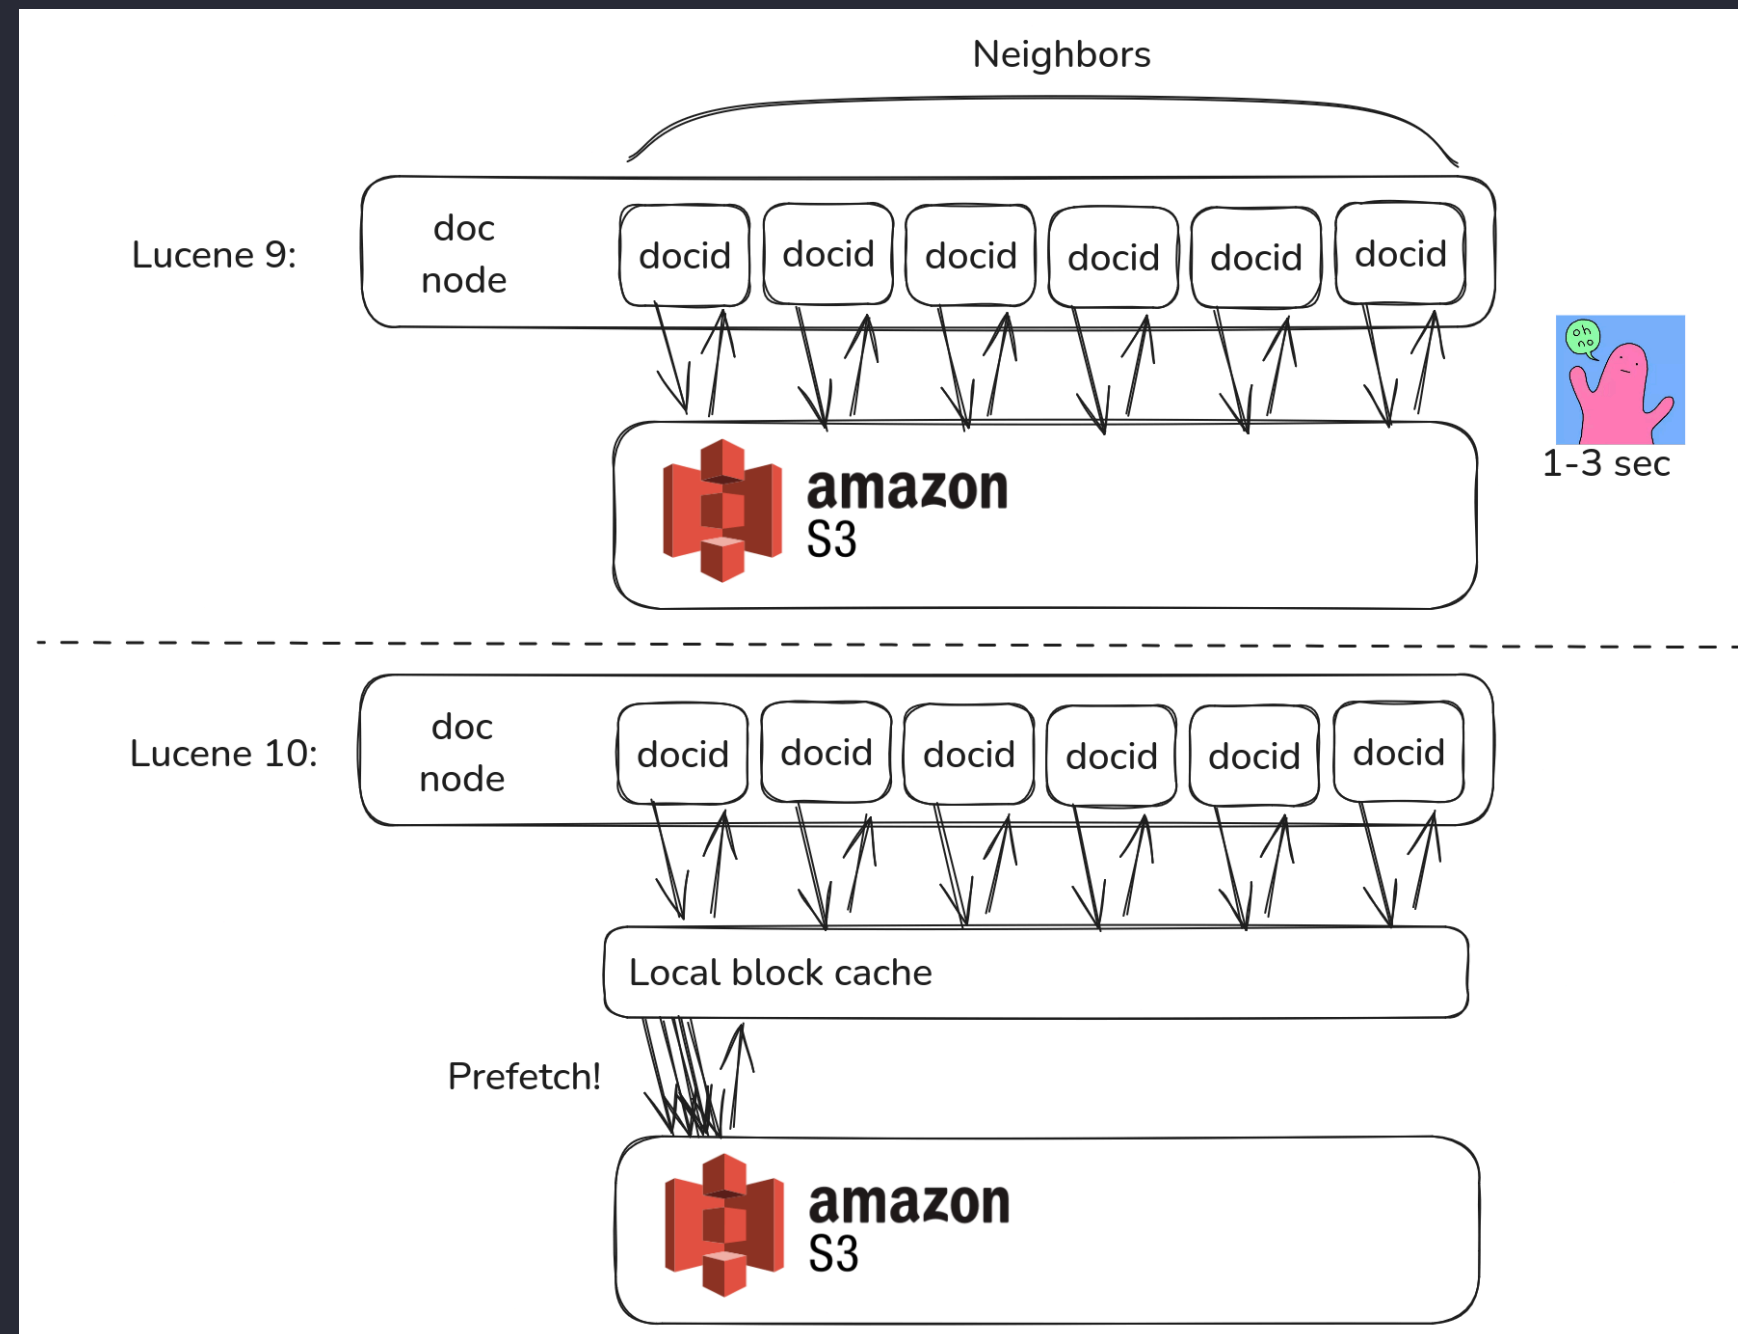 Neighbors
Lucene 9:
doc
node
docid docid docid docid docid docid
oh
no
1-3 sec
amazon
S3
Lucene 10:
doc
node
docid docid docid docid docid docid
Local block cache
Prefetch!
amazon
S3